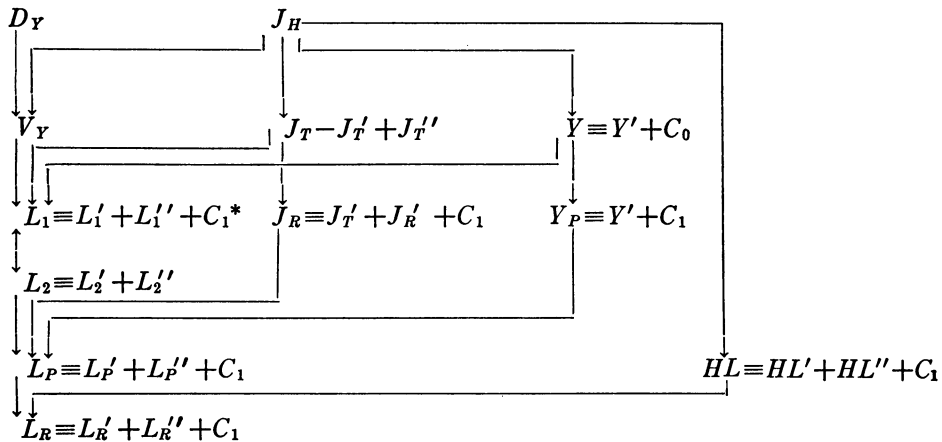 D_Y J_H
V_Y J_T−J_T′+J_T″ Y≡Y′+C_0
L_1≡L_1′+L_1″+C_1* J_R≡J_T′+J_R′+C_1 Y_P≡Y′+C_1
L_2≡L_2′+L_2″
L_P≡L_P′+L_P″+C_1 HL≡HL′+HL″+C_1
L_R≡L_R′+L_R″+C_1